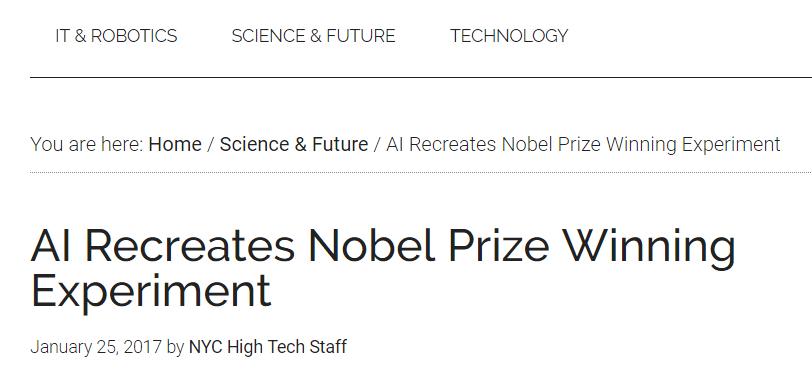 IT & ROBOTICS SCIENCE & FUTURE TECHNOLOGY
You are here: Home / Science & Future / AI Recreates Nobel Prize Winning Experiment
AI Recreates Nobel Prize Winning
Experiment
January 25, 2017 by NYC High Tech Staff